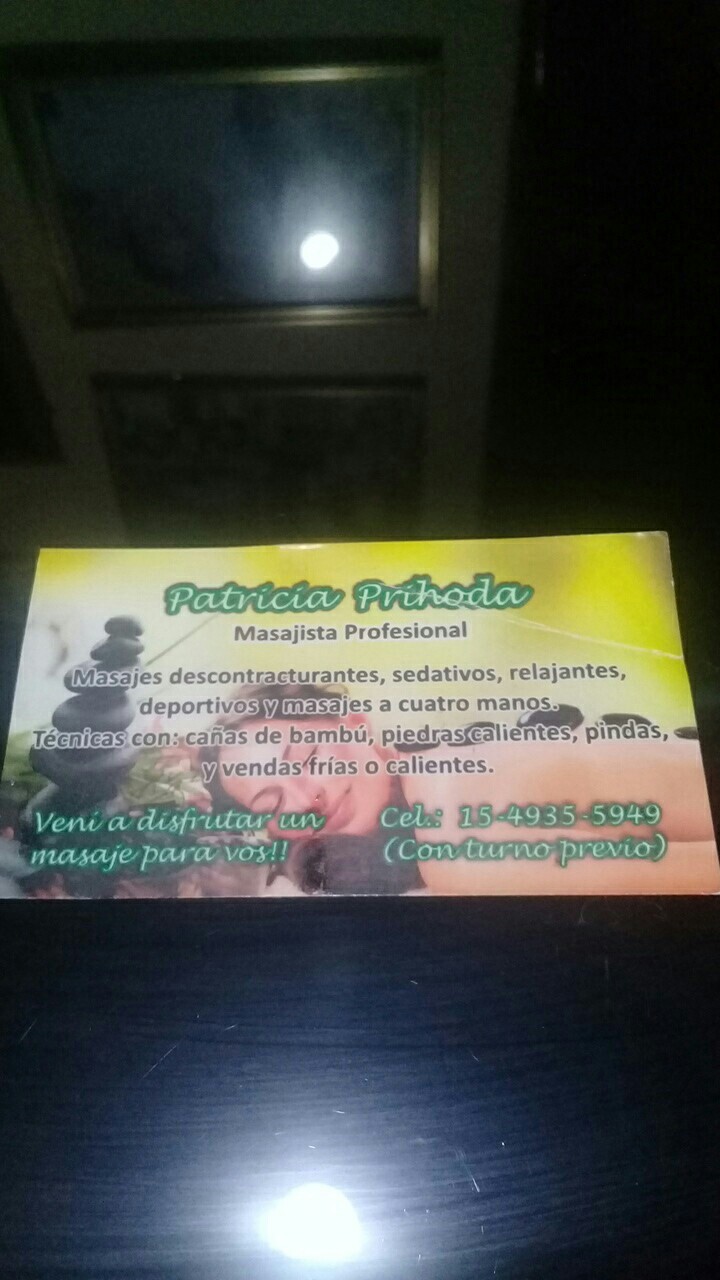 Patricia Prihoda
Masajista Profesional
Masajes descontracturantes, sedativos, relajantes,
deportivos y masajes a cuatro manos.
Técnicas con: cañas de bambú, piedras calientes, pindas,
y vendas frías o calientes.
Vení a disfrutar un
masaje para vos!!
Cel.: 15-4935-5949
(Con turno previo)